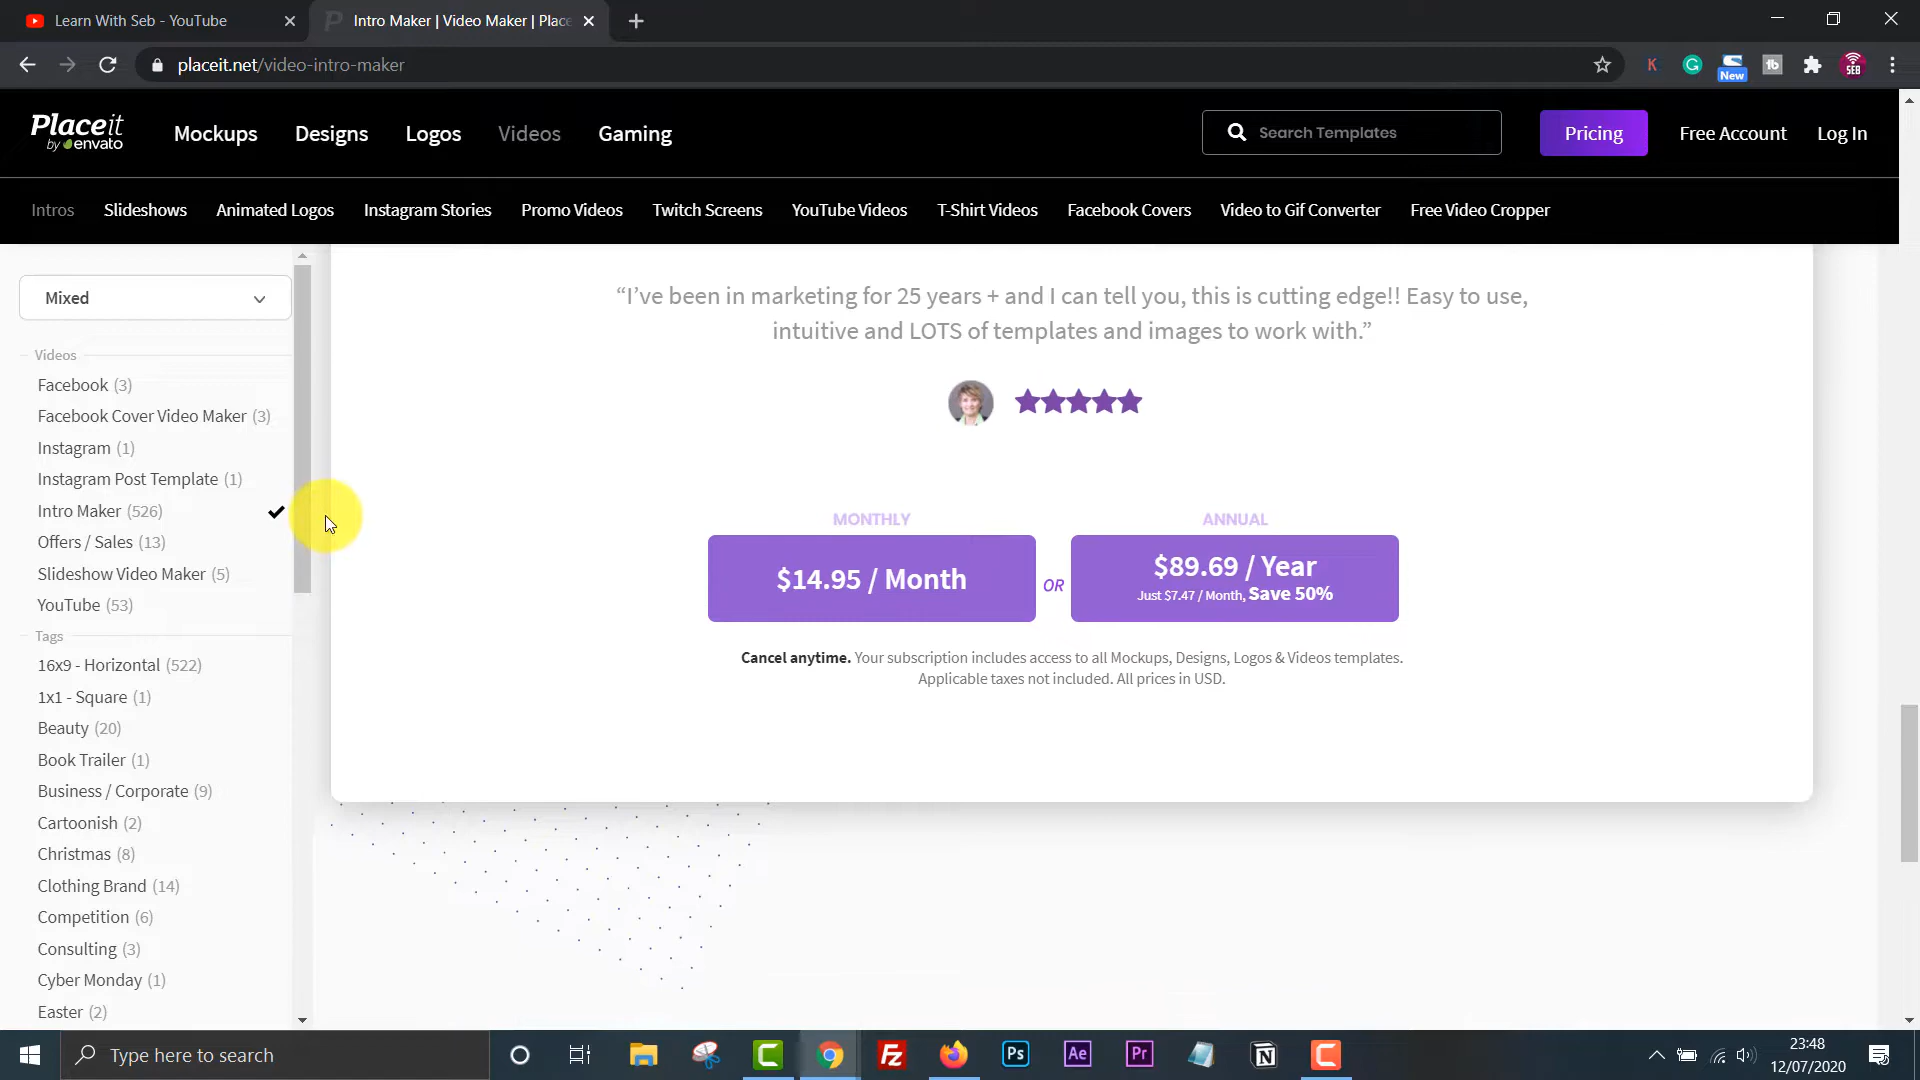 Learn With Seb - YouTube
Intro Maker | Video Maker | Place
placeit.net/video-intro-maker
K
New
tb
SEB
Placeit
by envato
Mockups
Designs
Logos
Videos
Gaming
Search Templates
Pricing
Free Account
Log In
Intros
Slideshows
Animated Logos
Instagram Stories
Promo Videos
Twitch Screens
YouTube Videos
T-Shirt Videos
Facebook Covers
Video to Gif Converter
Free Video Cropper
Mixed
Videos
Facebook (3)
Facebook Cover Video Maker (3)
Instagram (1)
Instagram Post Template (1)
Intro Maker (526)
Offers / Sales (13)
Slideshow Video Maker (5)
YouTube (53)
Tags
16x9 - Horizontal (522)
1x1 - Square (1)
Beauty (20)
Book Trailer (1)
Business / Corporate (9)
Cartoonish (2)
Christmas (8)
Clothing Brand (14)
Competition (6)
Consulting (3)
Cyber Monday (1)
Easter (2)
“I’ve been in marketing for 25 years + and I can tell you, this is cutting edge!! Easy to use,
intuitive and LOTS of templates and images to work with.”
MONTHLY
$14.95 / Month
OR
ANNUAL
$89.69 / Year
Just $7.47 / Month, Save 50%
Cancel anytime. Your subscription includes access to all Mockups, Designs, Logos & Videos templates.
Applicable taxes not included. All prices in USD.
Type here to search
Fz
Ps
Ae
Pr
N
23:48
12/07/2020